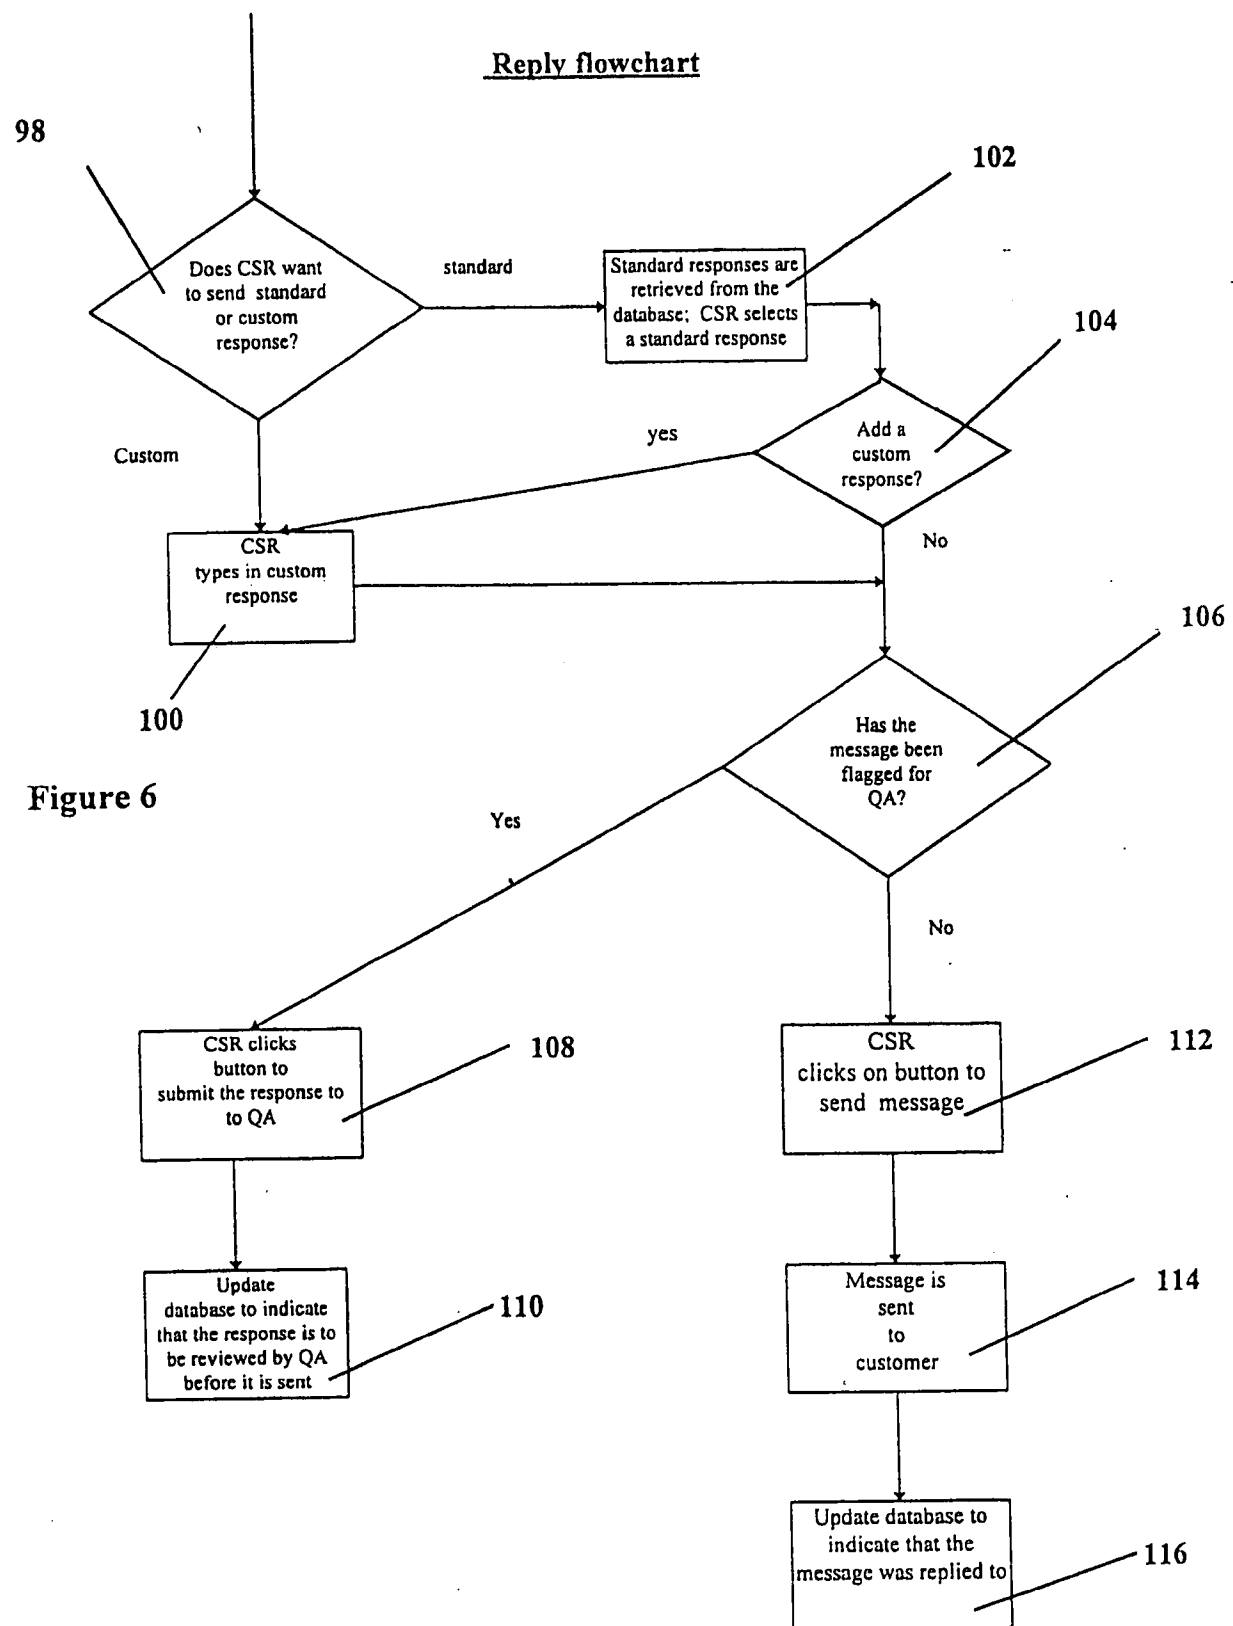 Reply flowchart
98
102
Does CSR want
to send standard
or custom
response?
standard
Standard responses are
retrieved from the
database; CSR selects
a standard response
104
Add a
custom
response?
yes
Custom
No
CSR
types in custom
response
100
106
Has the
message been
flagged for
QA?
Figure 6
Yes
No
CSR clicks
button to
submit the response to
to QA
108
CSR
clicks on button to
send message
112
Update
database to indicate
that the response is to
be reviewed by QA
before it is sent
110
Message is
sent
to
customer
114
Update database to
indicate that the
message was replied to
116